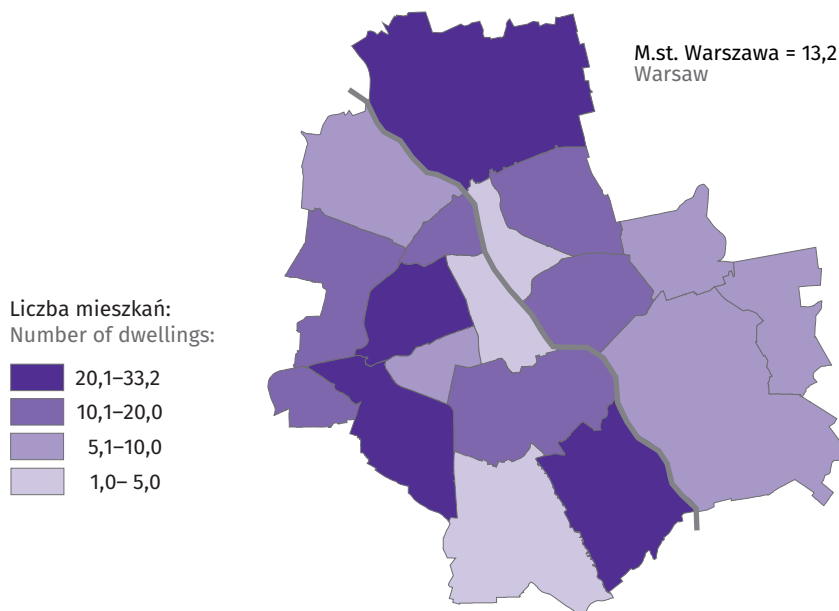 M.st. Warszawa = 13,2
Warsaw
Liczba mieszkań:
Number of dwellings:
20,1–33,2
10,1–20,0
5,1–10,0
1,0– 5,0